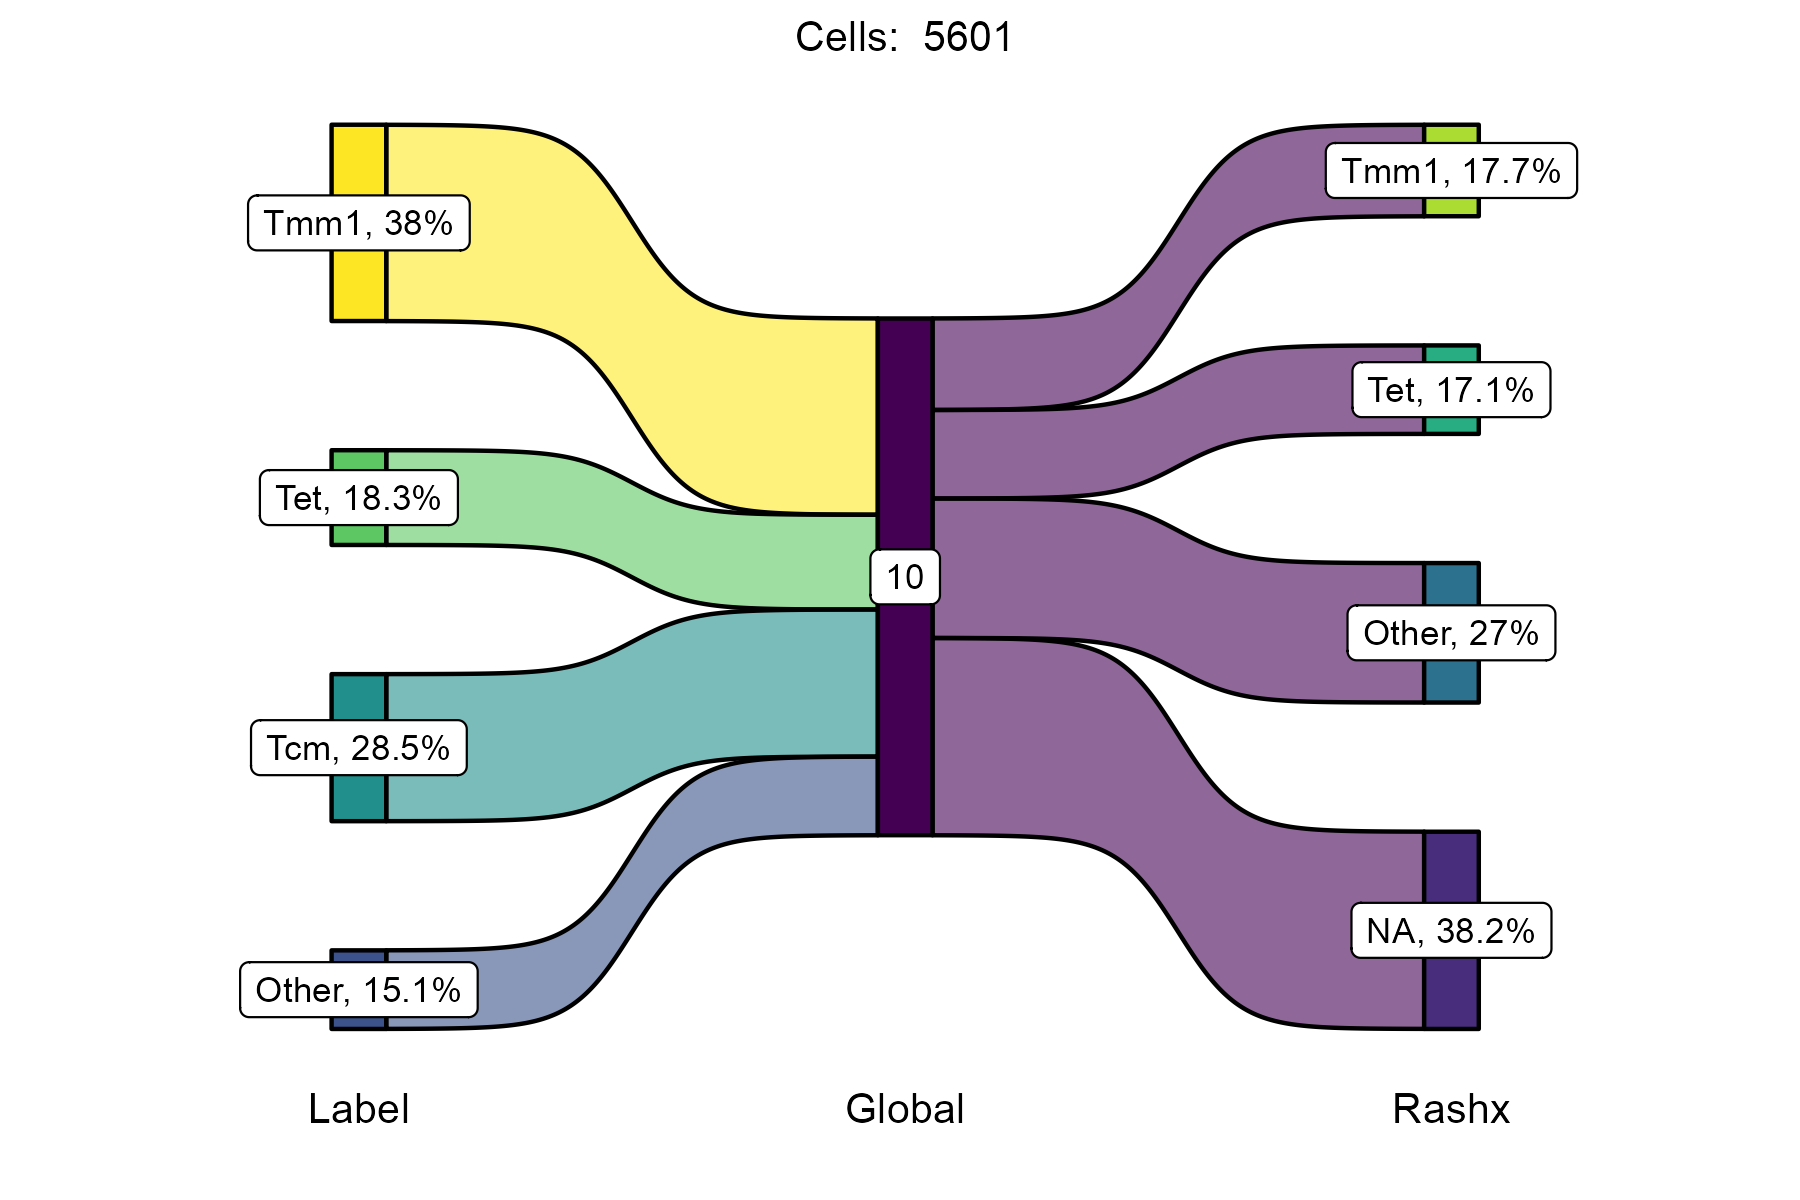 Cells:  5601
Tmm1, 38%
Tet, 18.3%
Tcm, 28.5%
Other, 15.1%
10
Tmm1, 17.7%
Tet, 17.1%
Other, 27%
NA, 38.2%
Label
Global
Rashx